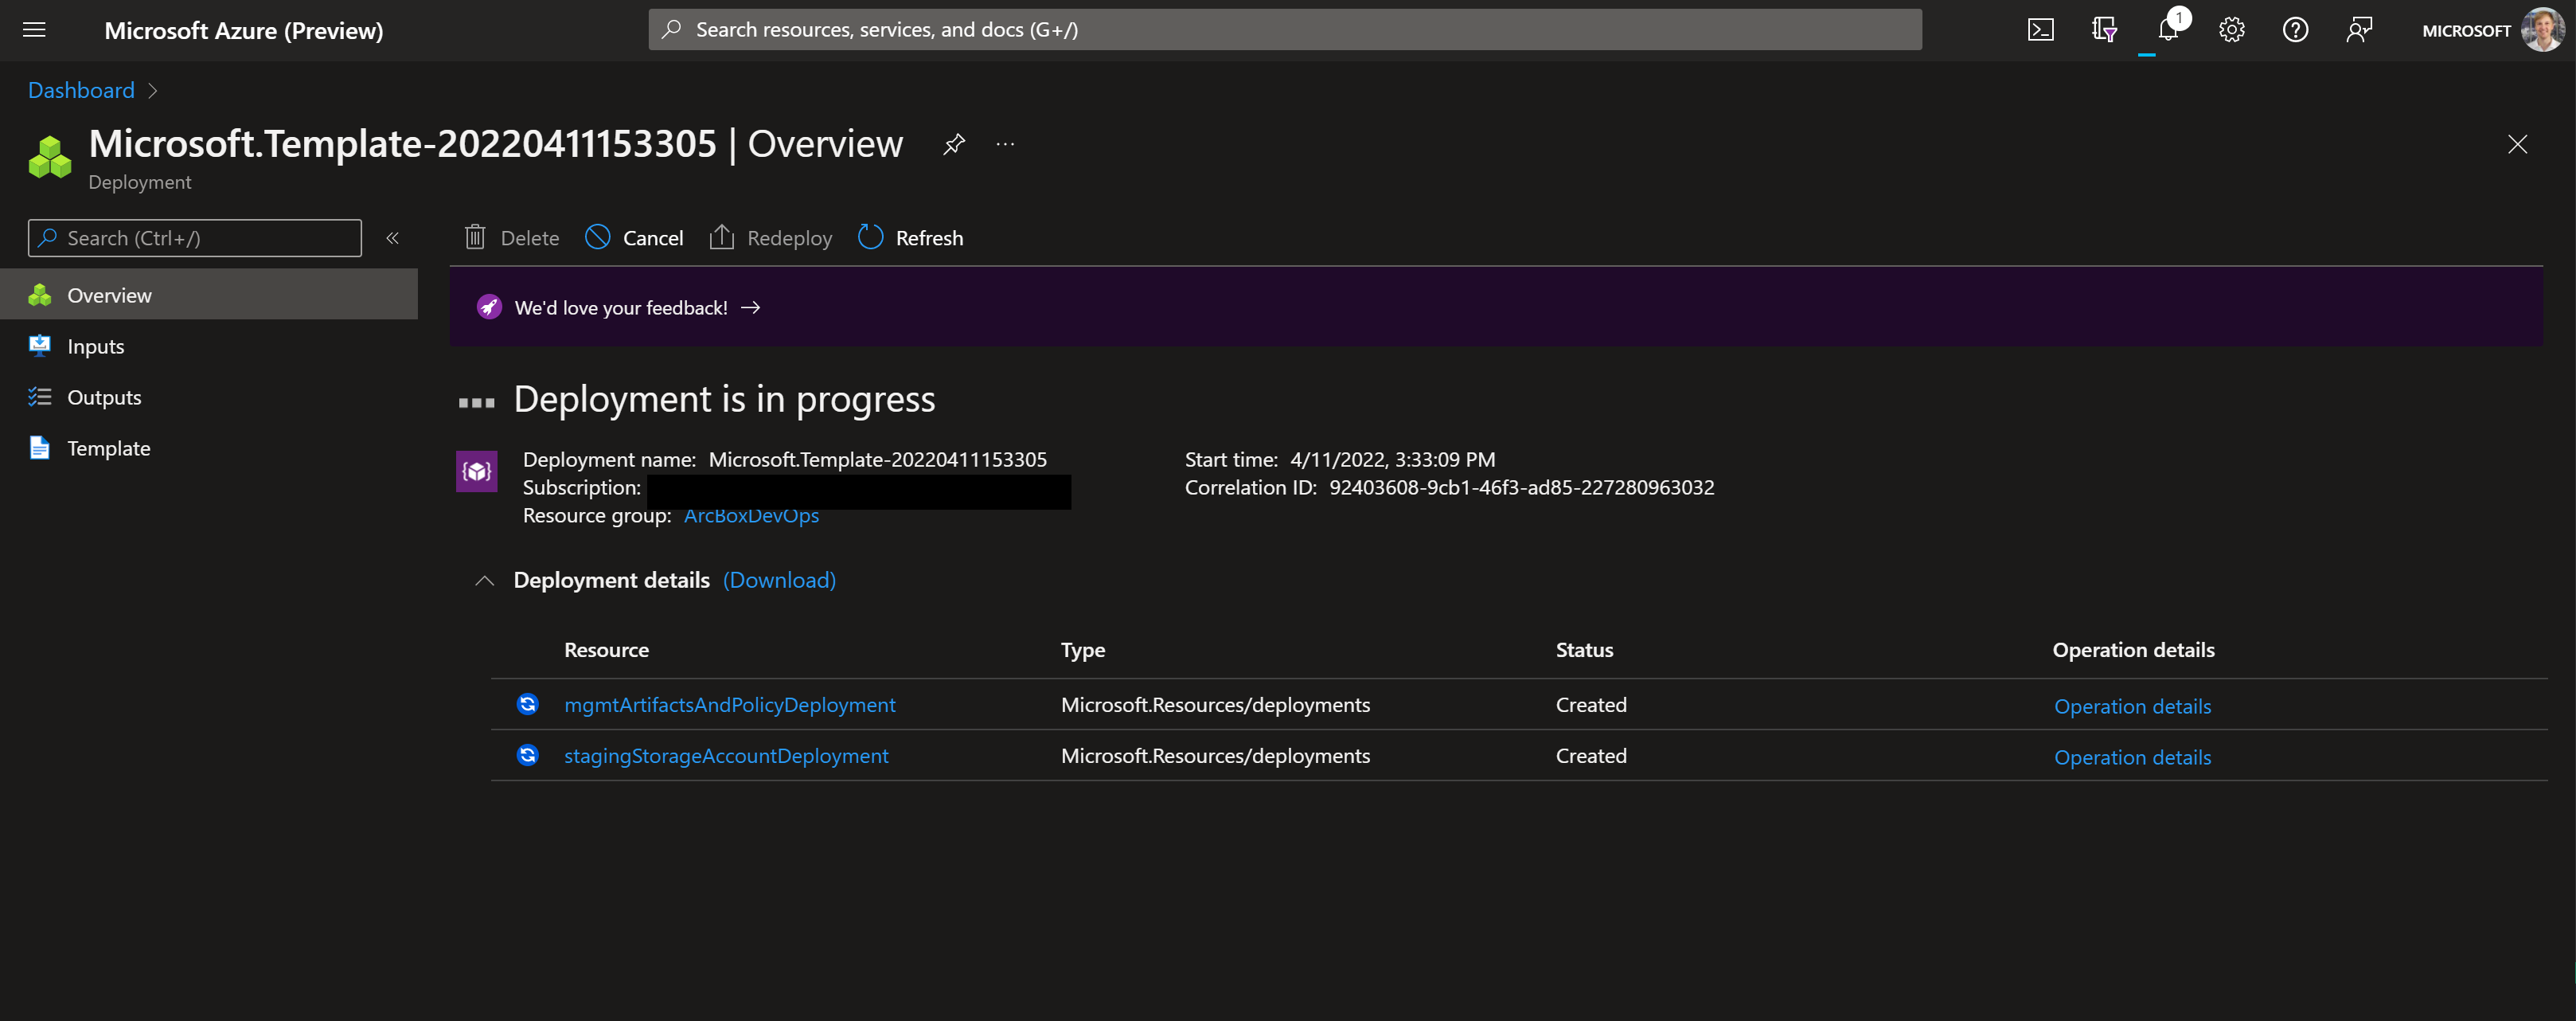 Microsoft Azure (Preview)
Search resources, services, and docs (G+/)
1
MICROSOFT
Dashboard
Microsoft.Template-20220411153305 | Overview
Deployment
Search (Ctrl+/)
Delete
Cancel
Redeploy
Refresh
Overview
Inputs
Outputs
Template
We'd love your feedback! →
Deployment is in progress
Deployment name: Microsoft.Template-20220411153305
Subscription:
Resource group: ArcBoxDevOps
Start time: 4/11/2022, 3:33:09 PM
Correlation ID: 92403608-9cb1-46f3-ad85-227280963032
Deployment details (Download)
Resource Type Status Operation details
mgmtArtifactsAndPolicyDeployment Microsoft.Resources/deployments Created Operation details
stagingStorageAccountDeployment Microsoft.Resources/deployments Created Operation details